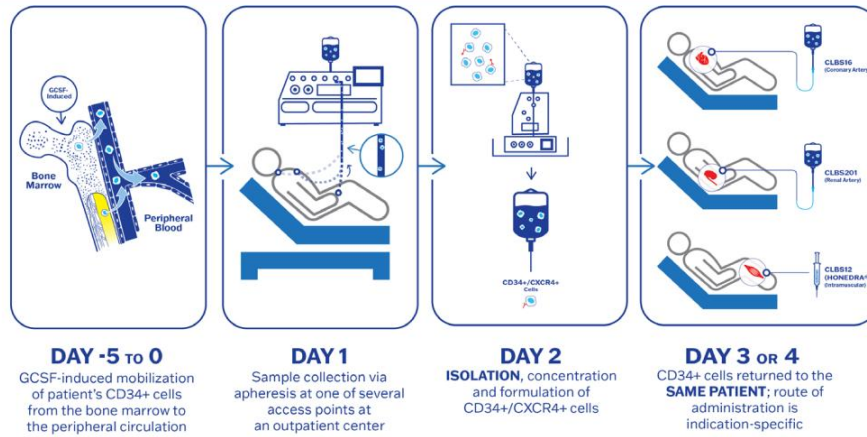 GCSF-
Induced
Bone
Marrow
Peripheral
Blood
CD34+/CXCR4+
Cells
CLBS16
(Coronary Artery)
CLBS201
(Renal Artery)
CLBS12
(HONEDRA®)
(Intramuscular)
DAY -5 TO 0
GCSF-induced mobilization
of patient's CD34+ cells
from the bone marrow to
the peripheral circulation
DAY 1
Sample collection via
apheresis at one of several
access points at
an outpatient center
DAY 2
ISOLATION, concentration
and formulation of
CD34+/CXCR4+ cells
DAY 3 OR 4
CD34+ cells returned to the
SAME PATIENT; route of
administration is
indication-specific